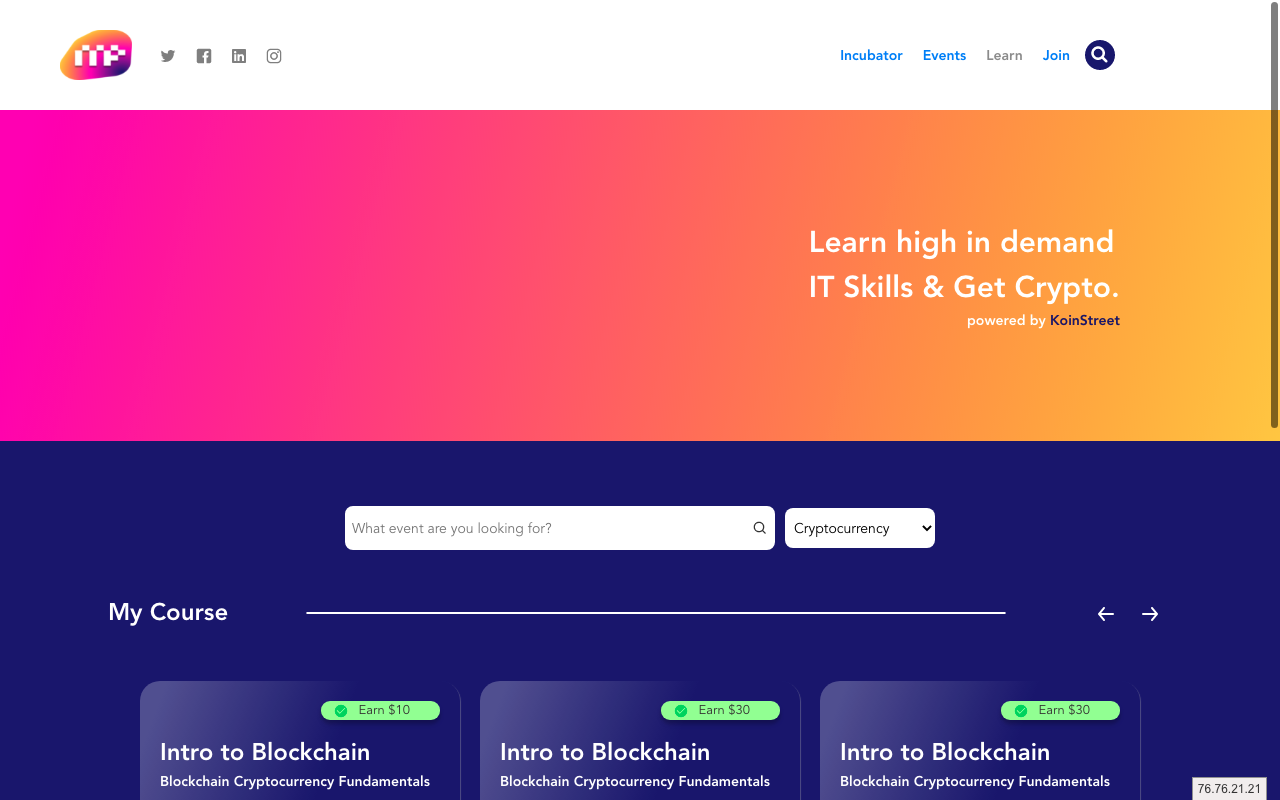 Incubator Events Learn Join
Learn high in demand
IT Skills & Get Crypto.
powered by KoinStreet
What event are you looking for?
Cryptocurrency
My Course
Earn $10
Intro to Blockchain
Blockchain Cryptocurrency Fundamentals
Earn $30
Intro to Blockchain
Blockchain Cryptocurrency Fundamentals
Earn $30
Intro to Blockchain
Blockchain Cryptocurrency Fundamentals
76.76.21.21